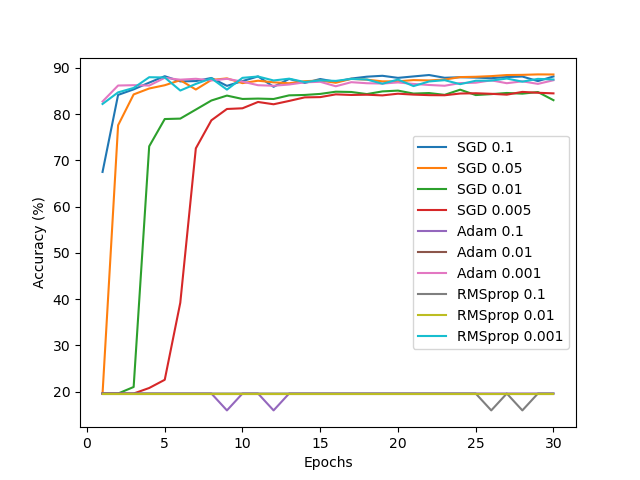 90
80
70
60
50
40
30
20
Accuracy (%)
SGD 0.1
SGD 0.05
SGD 0.01
SGD 0.005
Adam 0.1
Adam 0.01
Adam 0.001
RMSprop 0.1
RMSprop 0.01
RMSprop 0.001
0 5 10 15 20 25 30
Epochs